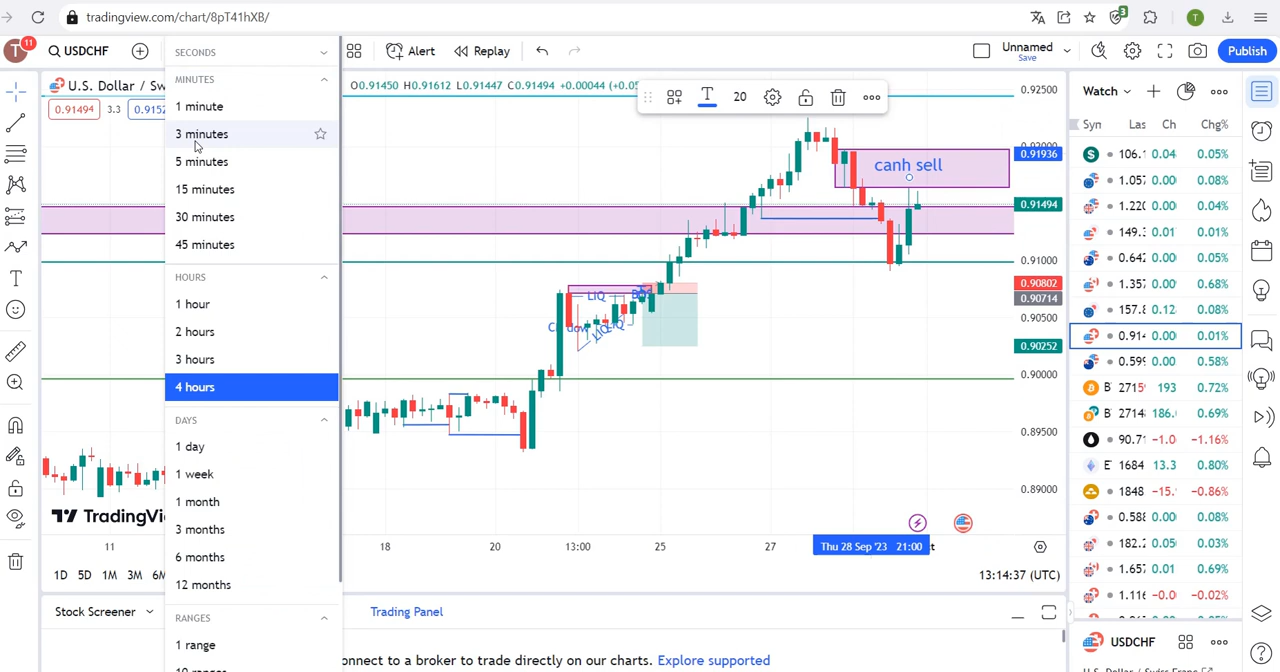 tradingview.com/chart/8pT41hXB/
3
T
T
11
USDCHF
Alert
Replay
Unnamed
Save
Publish
SECONDS
MINUTES
1 minute
3 minutes
5 minutes
15 minutes
30 minutes
45 minutes
HOURS
1 hour
2 hours
3 hours
4 hours
DAYS
1 day
1 week
1 month
3 months
6 months
12 months
RANGES
1 range
U.S. Dollar / Sw
0.91494
3.3
0.9152
O0.91450 H0.91612 L0.91447 C0.91494 +0.00044 (+0.05
20
canh sell
LIQ
LIQ
TradingView
0.92500
0.91936
0.91494
0.91000
0.90802
0.90714
0.90500
0.90252
0.90000
0.89500
0.89000
11
18
20
13:00
25
27
Thu 28 Sep '23 21:00
1D 5D 1M 3M 6M
13:14:37 (UTC)
Stock Screener
Trading Panel
onnect to a broker to trade directly on our charts. Explore supported
Watch
Syn Las Ch Chg%
106.1 0.04 0.05%
1.057 0.00 0.08%
1.220 0.00 0.04%
149.3 0.01 0.01%
0.642 0.00 0.05%
1.357 0.00 0.68%
157.8 0.12 0.08%
0.914 0.00 0.01%
0.599 0.00 0.58%
B 2715 193 0.72%
B 2714 186. 0.69%
90.71 -1.0 -1.16%
E 1684 13.3 0.80%
1848 -15. -0.86%
0.588 0.00 0.08%
182.2 0.05 0.03%
1.657 0.01 0.69%
1.116 -0.0 -0.02%
USDCHF